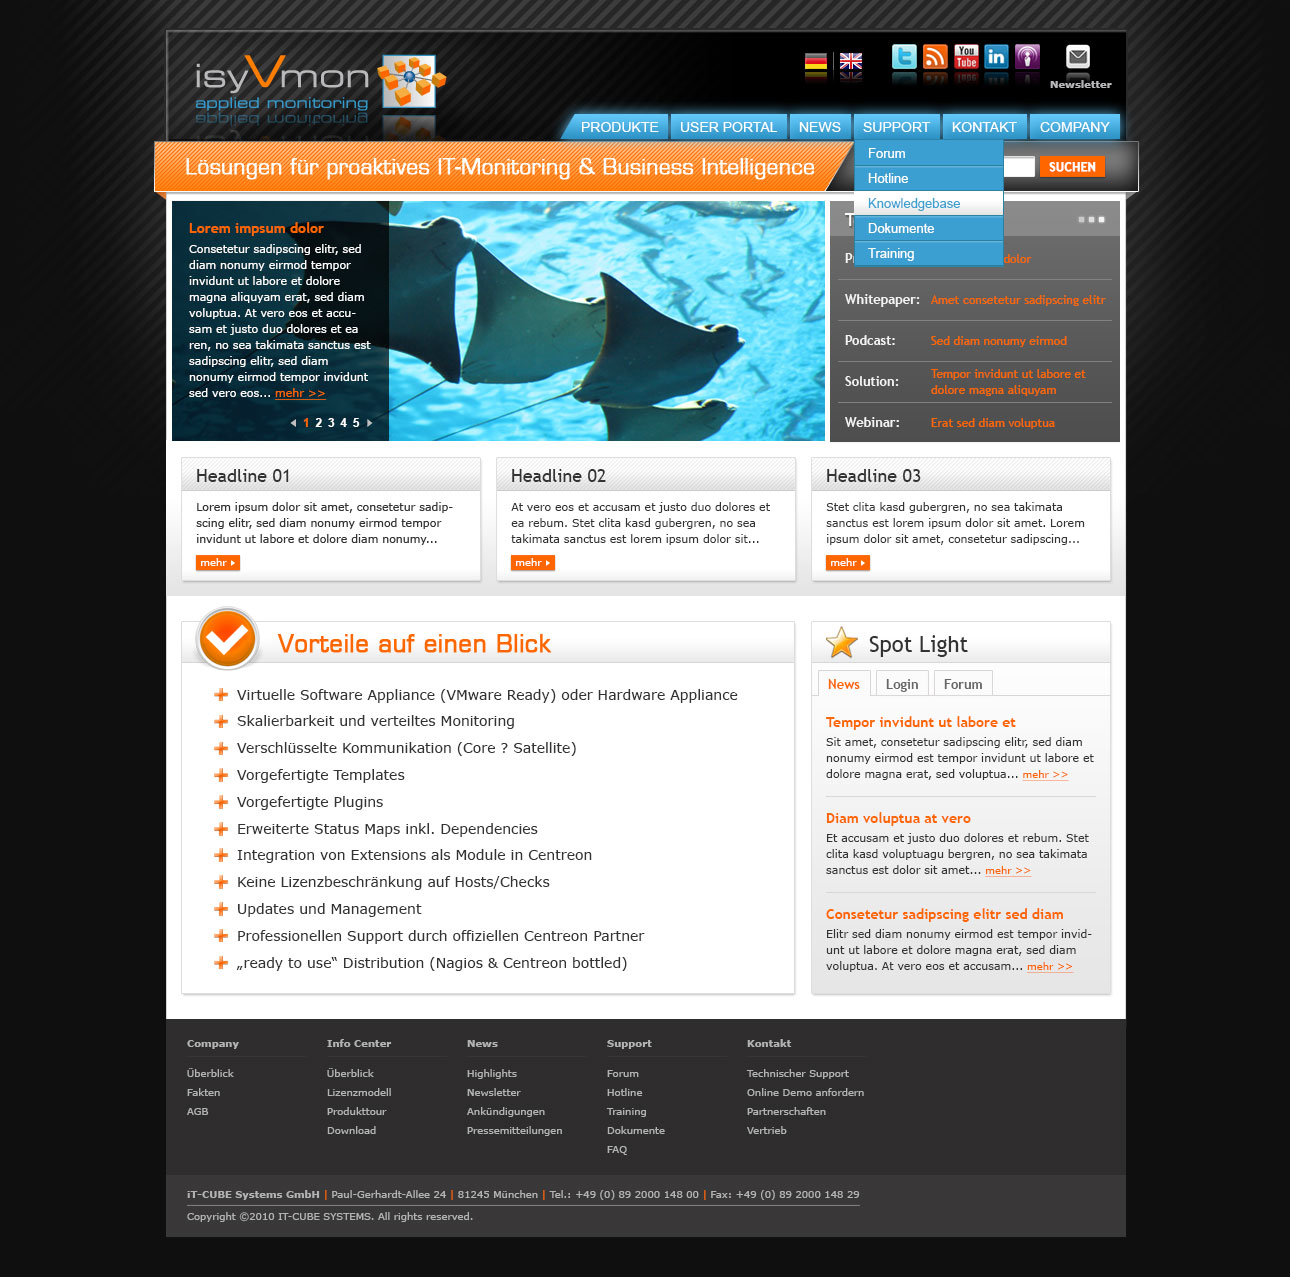 isyVmon
applied monitoring
You Tube
in
Newsletter
PRODUKTE USER PORTAL NEWS SUPPORT KONTAKT COMPANY
Lösungen für proaktives IT-Monitoring & Business Intelligence
SUCHEN
Forum
Hotline
Knowledgebase
Dokumente
Training
Lorem impsum dolor
Consetetur sadipscing elitr, sed
diam nonumy eirmod tempor
invidunt ut labore et dolore
magna aliquyam erat, sed diam
voluptua. At vero eos et accu-
sam et justo duo dolores et ea
ren, no sea takimata sanctus est
sadipscing elitr, sed diam
nonumy eirmod tempor invidunt
sed vero eos... mehr >>
1 2 3 4 5
dolor
Whitepaper: Amet consetetur sadipscing elitr
Podcast: Sed diam nonumy eirmod
Solution: Tempor invidunt ut labore et
dolore magna aliquyam
Webinar: Erat sed diam voluptua
Headline 01
Lorem ipsum dolor sit amet, consetetur sadip-
scing elitr, sed diam nonumy eirmod tempor
invidunt ut labore et dolore diam nonumy...
mehr
Headline 02
At vero eos et accusam et justo duo dolores et
ea rebum. Stet clita kasd gubergren, no sea
takimata sanctus est lorem ipsum dolor sit...
mehr
Headline 03
Stet clita kasd gubergren, no sea takimata
sanctus est lorem ipsum dolor sit amet. Lorem
ipsum dolor sit amet, consetetur sadipscing...
mehr
Vorteile auf einen Blick
Virtuelle Software Appliance (VMware Ready) oder Hardware Appliance
Skalierbarkeit und verteiltes Monitoring
Verschlüsselte Kommunikation (Core ? Satellite)
Vorgefertigte Templates
Vorgefertigte Plugins
Erweiterte Status Maps inkl. Dependencies
Integration von Extensions als Module in Centreon
Keine Lizenzbeschränkung auf Hosts/Checks
Updates und Management
Professionellen Support durch offiziellen Centreon Partner
„ready to use“ Distribution (Nagios & Centreon bottled)
Spot Light
News Login Forum
Tempor invidunt ut labore et
Sit amet, consetetur sadipscing elitr, sed diam
nonumy eirmod est tempor invidunt ut labore et
dolore magna erat, sed voluptua... mehr >>
Diam voluptua at vero
Et accusam et justo duo dolores et rebum. Stet
clita kasd voluptuagu bergren, no sea takimata
sanctus est dolor sit amet... mehr >>
Consetetur sadipscing elitr sed diam
Elitr sed diam nonumy eirmod est tempor invid-
unt ut labore et dolore magna erat, sed diam
voluptua. At vero eos et accusam... mehr >>
Company
Überblick
Fakten
AGB
Info Center
Überblick
Lizenzmodell
Produkttour
Download
News
Highlights
Newsletter
Ankündigungen
Pressemitteilungen
Support
Forum
Hotline
Training
Dokumente
FAQ
Kontakt
Technischer Support
Online Demo anfordern
Partnerschaften
Vertrieb
iT-CUBE Systems GmbH | Paul-Gerhardt-Allee 24 | 81245 München | Tel.: +49 (0) 89 2000 148 00 | Fax: +49 (0) 89 2000 148 29
Copyright ©2010 IT-CUBE SYSTEMS. All rights reserved.